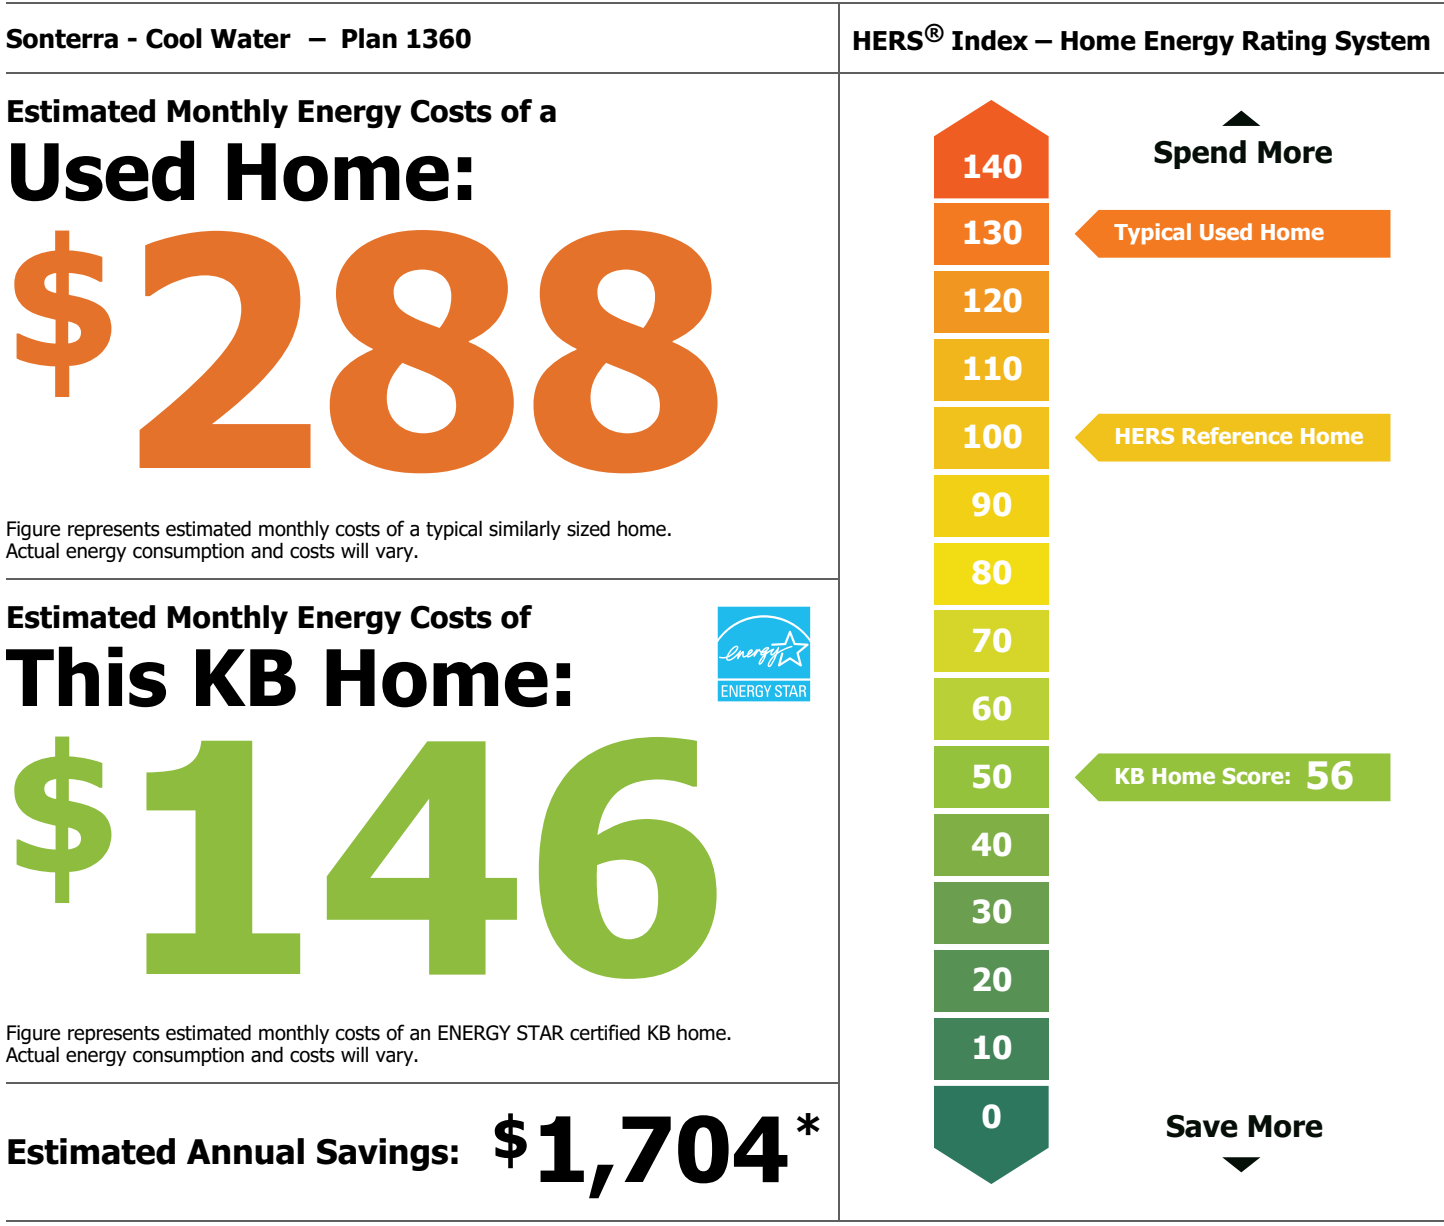 Sonterra - Cool Water – Plan 1360
Estimated Monthly Energy Costs of a
Used Home:
$288
Figure represents estimated monthly costs of a typical similarly sized home.
Actual energy consumption and costs will vary.
Estimated Monthly Energy Costs of
This KB Home:
energy
ENERGY STAR
$146
Figure represents estimated monthly costs of an ENERGY STAR certified KB home.
Actual energy consumption and costs will vary.
Estimated Annual Savings: $1,704*
HERS® Index – Home Energy Rating System
Spend More
140
130 Typical Used Home
120
110
100 HERS Reference Home
90
80
70
60
50 KB Home Score: 56
40
30
20
10
0
Save More